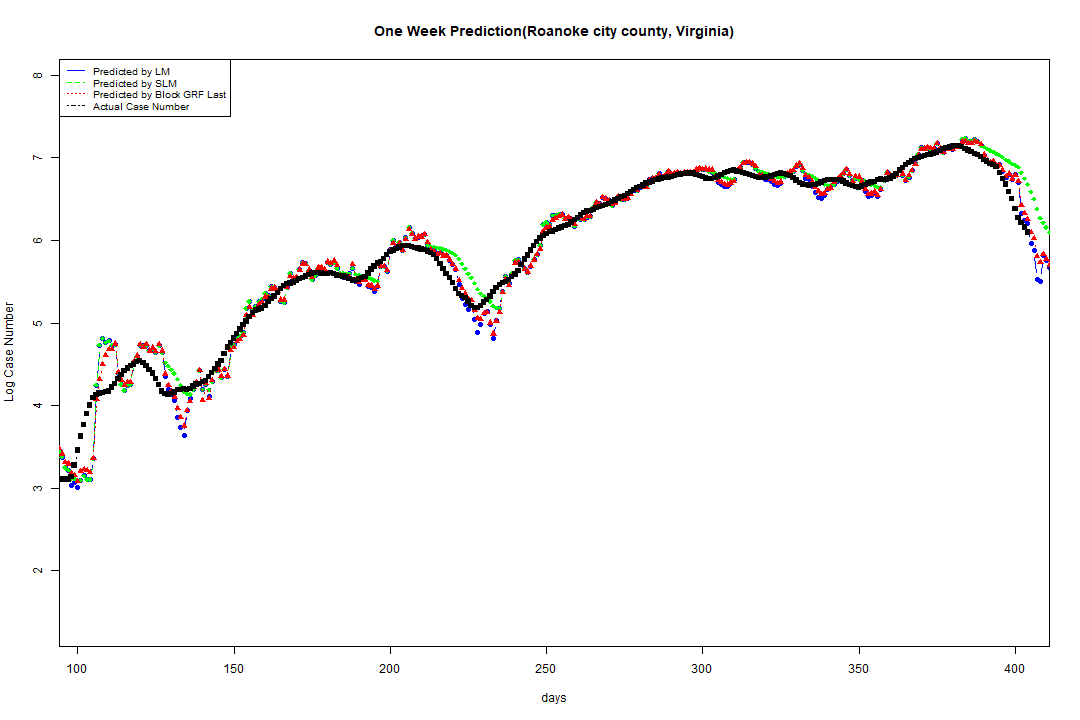 One Week Prediction(Roanoke city county, Virginia)
Predicted by LM
Predicted by SLM
Predicted by Block GRF Last
Actual Case Number
8
7
6
5
4
3
2
Log Case Number
100 150 200 250 300 350 400
days